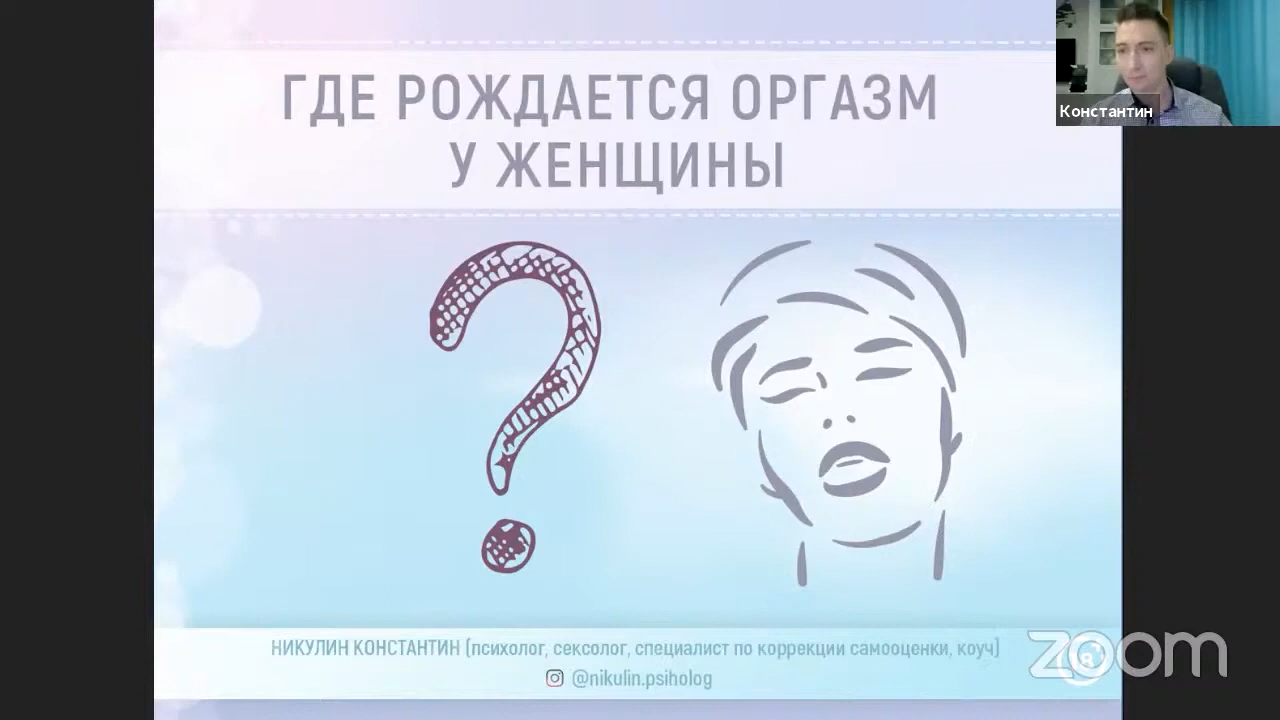 ГДЕ РОЖДАЕТСЯ ОРГАЗМ
У ЖЕНЩИНЫ
Константин
НИКУЛИН КОНСТАНТИН (психолог, сексолог, специалист по коррекции самооценки, коуч)
@nikulin.psiholog
zoom